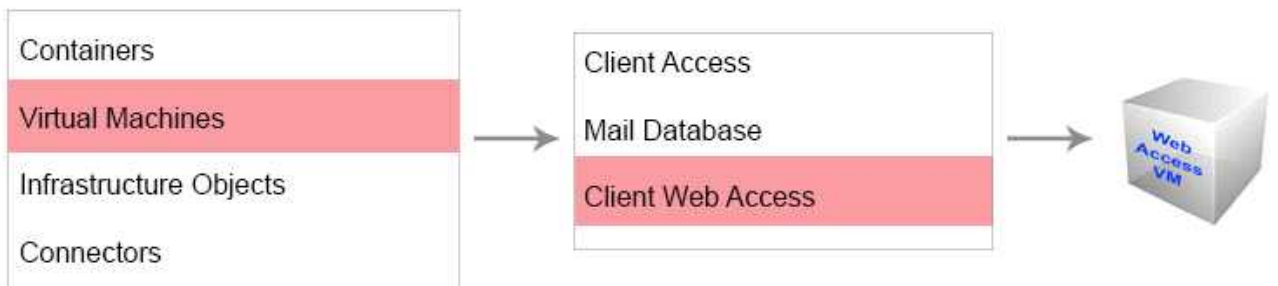 Containers
Virtual Machines
Infrastructure Objects
Connectors
Client Access
Mail Database
Client Web Access
Web
Access
VM